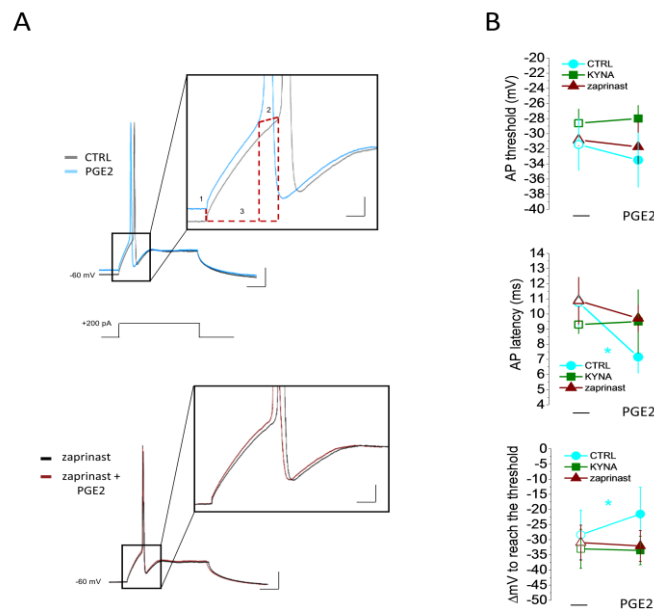 A
B
CTRL
PGE2
1
2
3
-60 mV
+200 pA
zaprinast
zaprinast +
PGE2
-60 mV
AP threshold (mV)
-20
-22
-24
-26
-28
-30
-32
-34
-36
-38
-40
CTRL
KYNA
zaprinast
—
PGE2
AP latency (ms)
14
13
12
11
10
9
8
7
6
5
4
*
CTRL
KYNA
zaprinast
—
PGE2
ΔmV to reach the threshold
0
-5
-10
-15
-20
-25
-30
-35
-40
-45
-50
CTRL
KYNA
zaprinast
*
—
PGE2